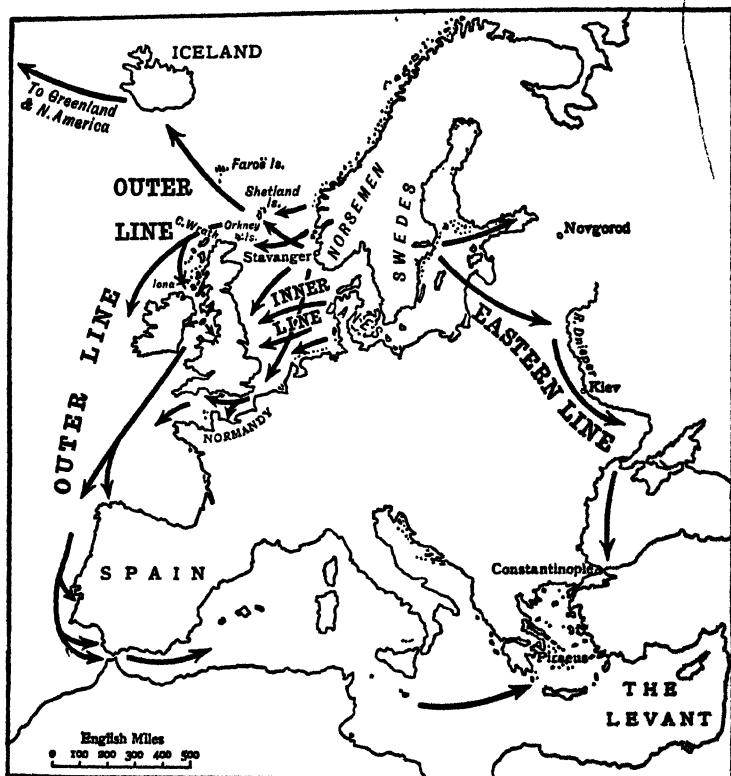 ICELAND
To Greenland
& N. America
Faroë Is.
OUTER
LINE
Shetland
Is.
C. Wrath
Orkney
Is.
Stavanger
NORSEMEN
SWEDES
Novgorod
Iona
INNER
LINE
OUTER LINE
EASTERN LINE
R. Dnieper
Kiev
NORMANDY
SPAIN
Constantinople
Piraeus
THE
LEVANT
English Miles
0 100 200 300 400 500